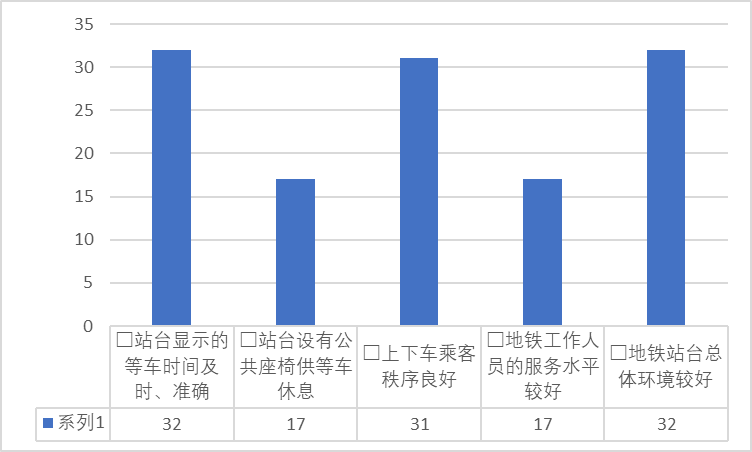 35
30
25
20
15
10
5
0
□站台显示的
等车时间及
时、准确
□站台设有公
共座椅供等车
休息
□上下车乘客
秩序良好
□地铁工作人
员的服务水平
较好
□地铁站台总
体环境较好
系列1 32 17 31 17 32